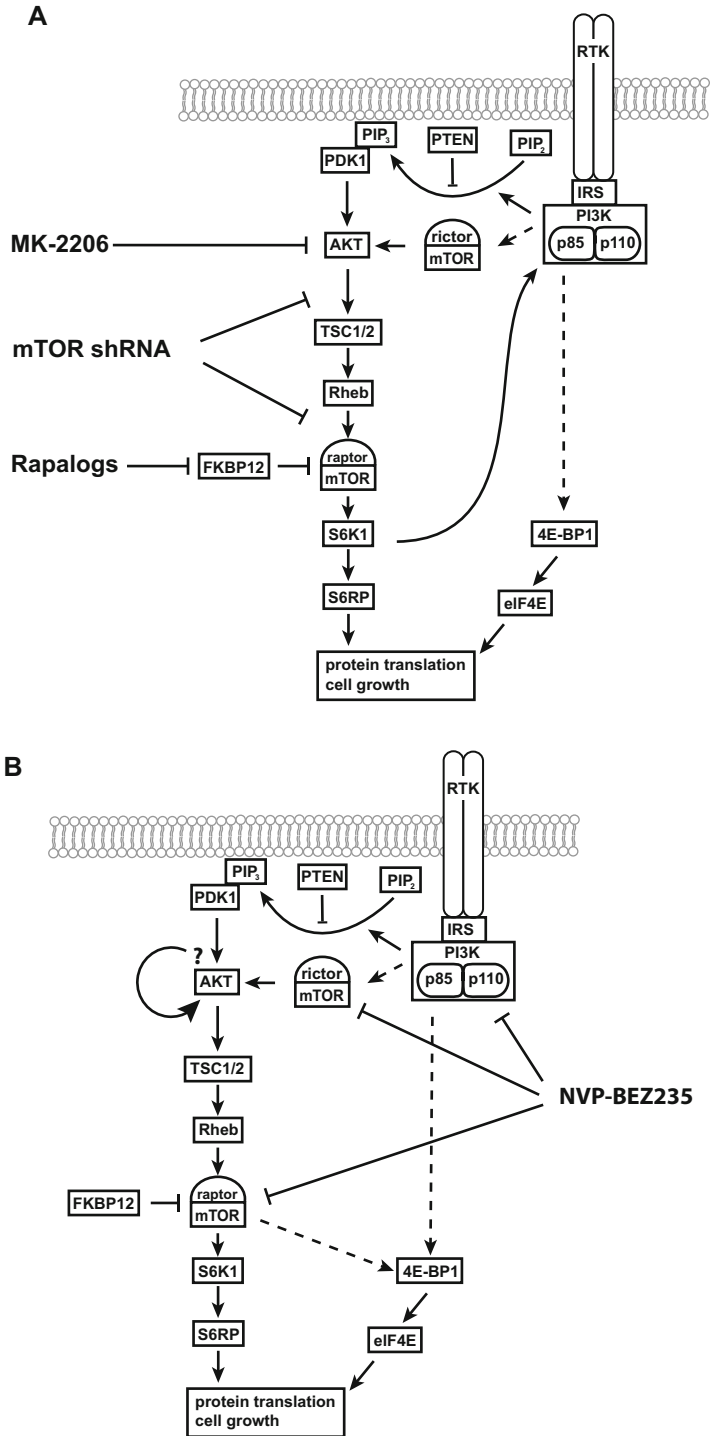 A
RTK
PIP3
PTEN
PIP2
PDK1
IRS
PI3K
p85 p110
MK-2206
AKT
rictor
mTOR
TSC1/2
mTOR shRNA
Rheb
Rapalogs
FKBP12
raptor
mTOR
S6K1
4E-BP1
S6RP
eIF4E
protein translation
cell growth
B
RTK
PIP3
PTEN
PIP2
PDK1
IRS
PI3K
p85 p110
?
AKT
rictor
mTOR
TSC1/2
NVP-BEZ235
Rheb
FKBP12
raptor
mTOR
S6K1
4E-BP1
S6RP
eIF4E
protein translation
cell growth